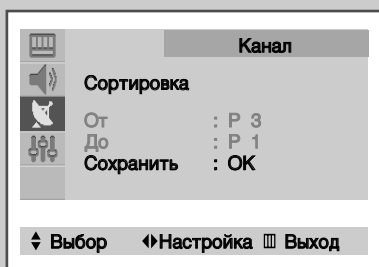 Канал
Сортировка
От : P 3
До : P 1
Сохранить : OK
Выбор Настройка Выход